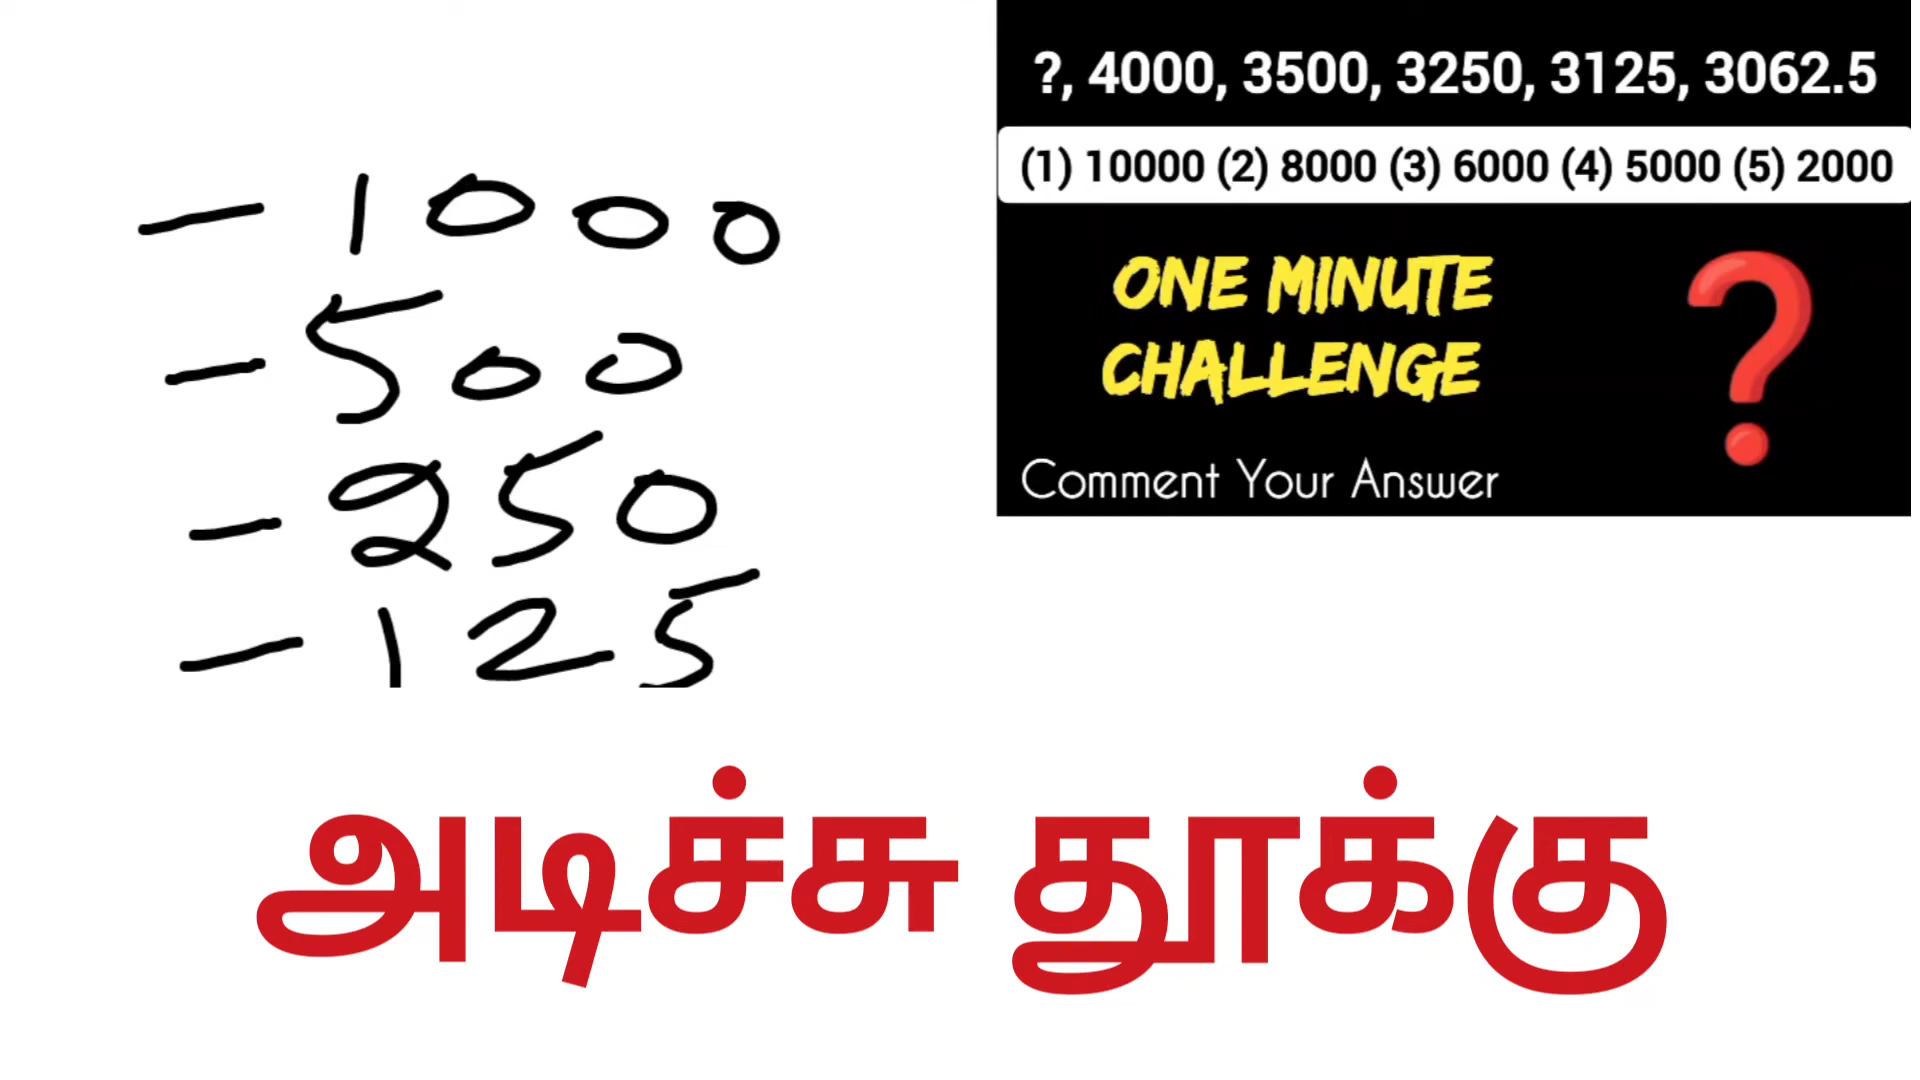 - 1000
- 500
- 250
- 125
?, 4000, 3500, 3250, 3125, 3062.5
(1) 10000 (2) 8000 (3) 6000 (4) 5000 (5) 2000
ONE MINUTE
CHALLENGE
Comment Your Answer
அடிச்சு தூக்கு